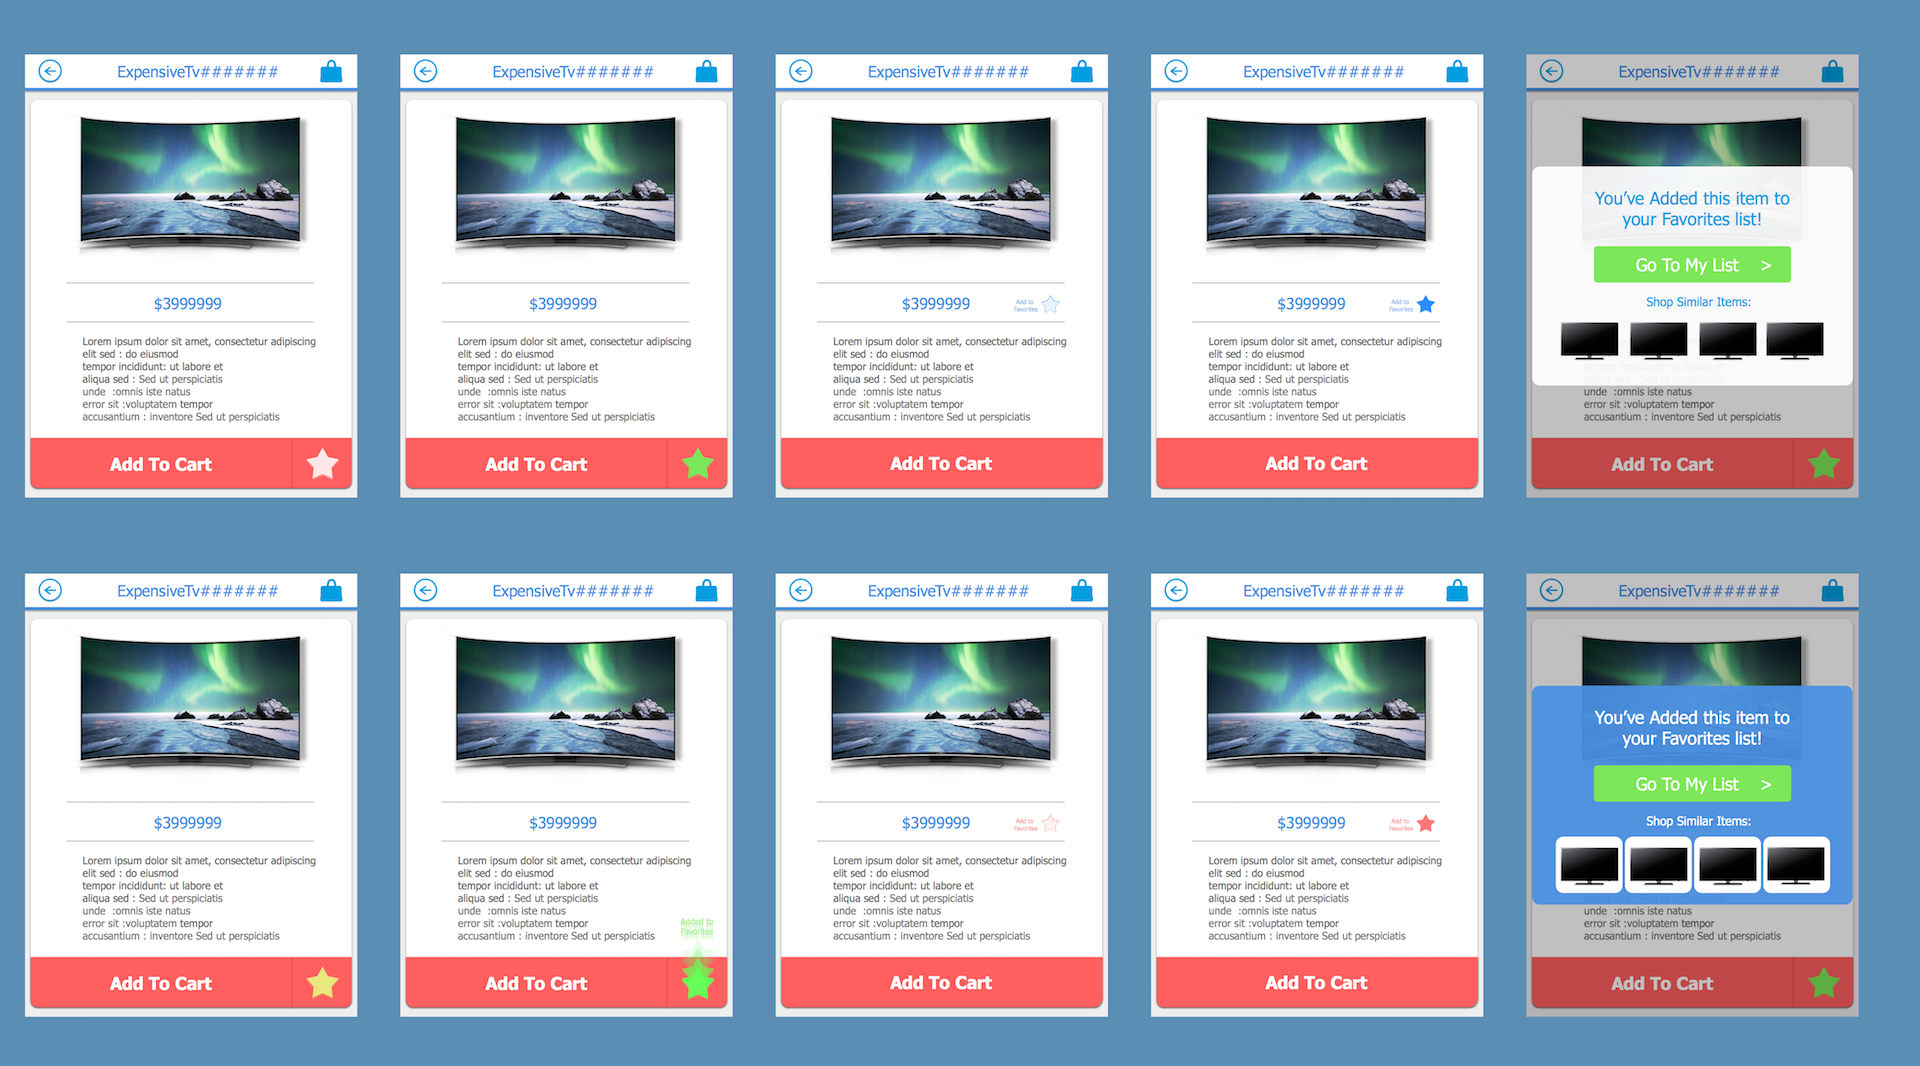 ExpensiveTv#######
$3999999
Lorem ipsum dolor sit amet, consectetur adipiscing
elit sed : do eiusmod
tempor incididunt: ut labore et
aliqua sed : Sed ut perspiciatis
unde :omnis iste natus
error sit :voluptatem tempor
accusantium : inventore Sed ut perspiciatis
Add To Cart
ExpensiveTv#######
$3999999
Lorem ipsum dolor sit amet, consectetur adipiscing
elit sed : do eiusmod
tempor incididunt: ut labore et
aliqua sed : Sed ut perspiciatis
unde :omnis iste natus
error sit :voluptatem tempor
accusantium : inventore Sed ut perspiciatis
Add To Cart
ExpensiveTv#######
$3999999
Add to
Favorites
Lorem ipsum dolor sit amet, consectetur adipiscing
elit sed : do eiusmod
tempor incididunt: ut labore et
aliqua sed : Sed ut perspiciatis
unde :omnis iste natus
error sit :voluptatem tempor
accusantium : inventore Sed ut perspiciatis
Add To Cart
ExpensiveTv#######
$3999999
Add to
Favorites
Lorem ipsum dolor sit amet, consectetur adipiscing
elit sed : do eiusmod
tempor incididunt: ut labore et
aliqua sed : Sed ut perspiciatis
unde :omnis iste natus
error sit :voluptatem tempor
accusantium : inventore Sed ut perspiciatis
Add To Cart
ExpensiveTv#######
You've Added this item to
your Favorites list!
Go To My List >
Shop Similar Items:
unde :omnis iste natus
error sit :voluptatem tempor
accusantium : inventore Sed ut perspiciatis
Add To Cart
ExpensiveTv#######
$3999999
Lorem ipsum dolor sit amet, consectetur adipiscing
elit sed : do eiusmod
tempor incididunt: ut labore et
aliqua sed : Sed ut perspiciatis
unde :omnis iste natus
error sit :voluptatem tempor
accusantium : inventore Sed ut perspiciatis
Add To Cart
ExpensiveTv#######
$3999999
Lorem ipsum dolor sit amet, consectetur adipiscing
elit sed : do eiusmod
tempor incididunt: ut labore et
aliqua sed : Sed ut perspiciatis
unde :omnis iste natus
error sit :voluptatem tempor
accusantium : inventore Sed ut perspiciatis
Added to
Favorites
Add To Cart
ExpensiveTv#######
$3999999
Add to
Favorites
Lorem ipsum dolor sit amet, consectetur adipiscing
elit sed : do eiusmod
tempor incididunt: ut labore et
aliqua sed : Sed ut perspiciatis
unde :omnis iste natus
error sit :voluptatem tempor
accusantium : inventore Sed ut perspiciatis
Add To Cart
ExpensiveTv#######
$3999999
Add to
Favorites
Lorem ipsum dolor sit amet, consectetur adipiscing
elit sed : do eiusmod
tempor incididunt: ut labore et
aliqua sed : Sed ut perspiciatis
unde :omnis iste natus
error sit :voluptatem tempor
accusantium : inventore Sed ut perspiciatis
Add To Cart
ExpensiveTv#######
You've Added this item to
your Favorites list!
Go To My List >
Shop Similar Items:
unde :omnis iste natus
error sit :voluptatem tempor
accusantium : inventore Sed ut perspiciatis
Add To Cart